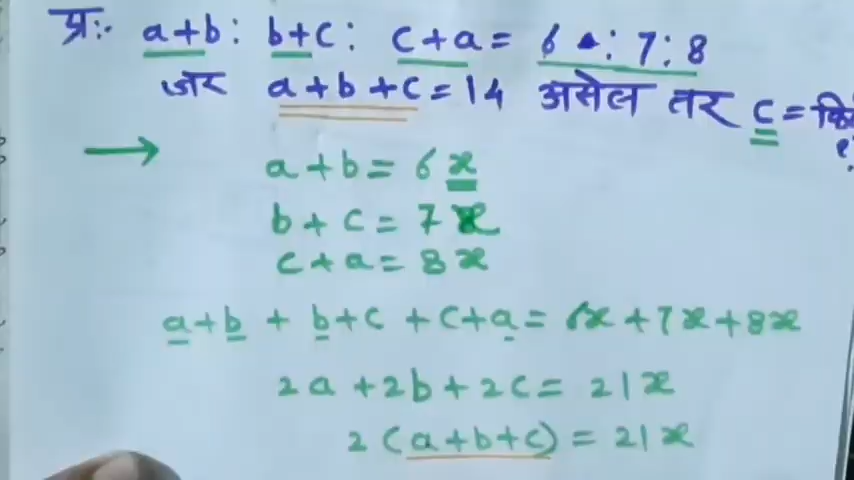 प्र:- a+b : b+c : c+a = 6 : 7 : 8
जर a+b+c = 14 असेल तर c =
→ a+b = 6x
b+c = 7x
c+a = 8x
a+b + b+c + c+a = 6x+7x+8x
2a+2b+2c = 21x
2(a+b+c) = 21x